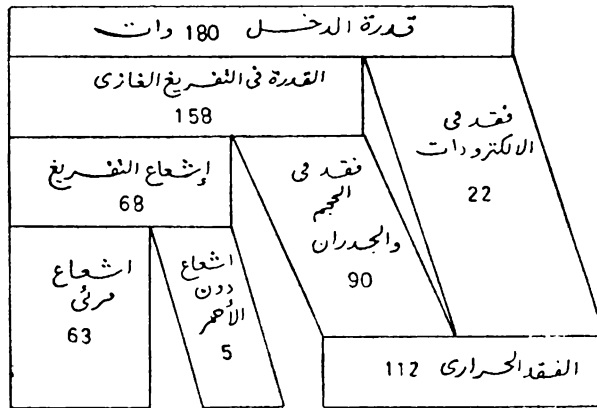 قدرة الدخل 180 وات
القدرة فى التفريغ الغازى
158
فقد فى
الالكترودات
22
إشعاع التفريغ
68
فقد فى
الحجم
والجدران
90
اشعاع
مرئى
63
اشعاع
دون
الأحمر
5
الفقد الحرارى 112